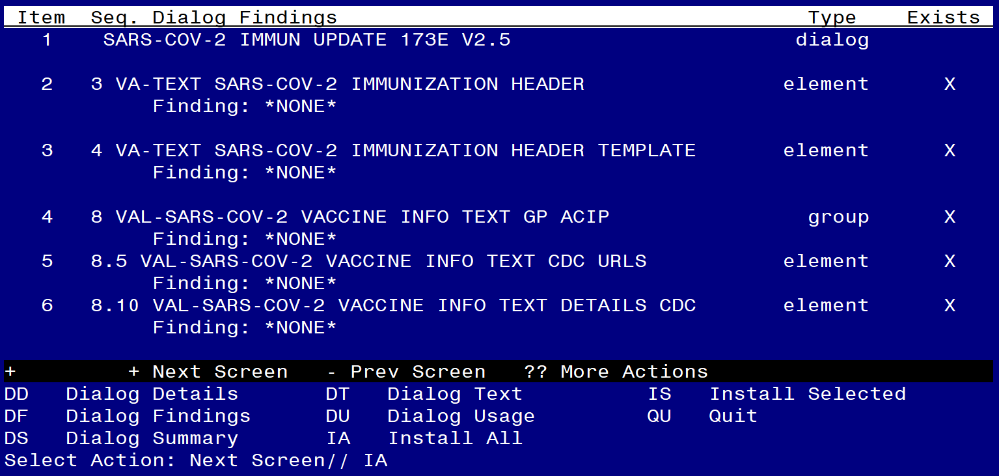 Item  Seq. Dialog Findings  Type  Exists
1  SARS-COV-2 IMMUN UPDATE 173E V2.5  dialog
2  3 VA-TEXT SARS-COV-2 IMMUNIZATION HEADER  element  X
Finding: *NONE*
3  4 VA-TEXT SARS-COV-2 IMMUNIZATION HEADER TEMPLATE  element  X
Finding: *NONE*
4  8 VAL-SARS-COV-2 VACCINE INFO TEXT GP ACIP  group  X
Finding: *NONE*
5  8.5 VAL-SARS-COV-2 VACCINE INFO TEXT CDC URLS  element  X
Finding: *NONE*
6  8.10 VAL-SARS-COV-2 VACCINE INFO TEXT DETAILS CDC  element  X
Finding: *NONE*
+  + Next Screen  - Prev Screen  ?? More Actions
DD  Dialog Details  DT  Dialog Text  IS  Install Selected
DF  Dialog Findings  DU  Dialog Usage  QU  Quit
DS  Dialog Summary  IA  Install All
Select Action: Next Screen// IA